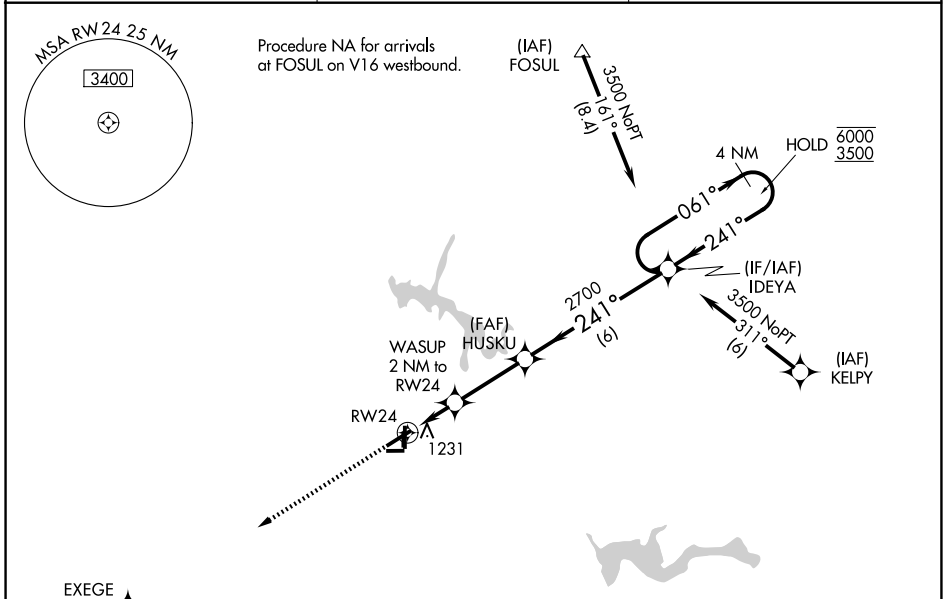 MSA RW24 25 NM
3400
Procedure NA for arrivals
at FOSUL on V16 westbound.
(IAF)
FOSUL
3500 NoPT
161°
(8.4)
4 NM
HOLD
6000
3500
061°
241°
(IF/IAF)
IDEYA
2700
241°
(6)
3500 NoPT
311°
(6)
(IAF)
KELPY
(FAF)
HUSKU
WASUP
2 NM to
RW24
RW24
1231
EXEGE